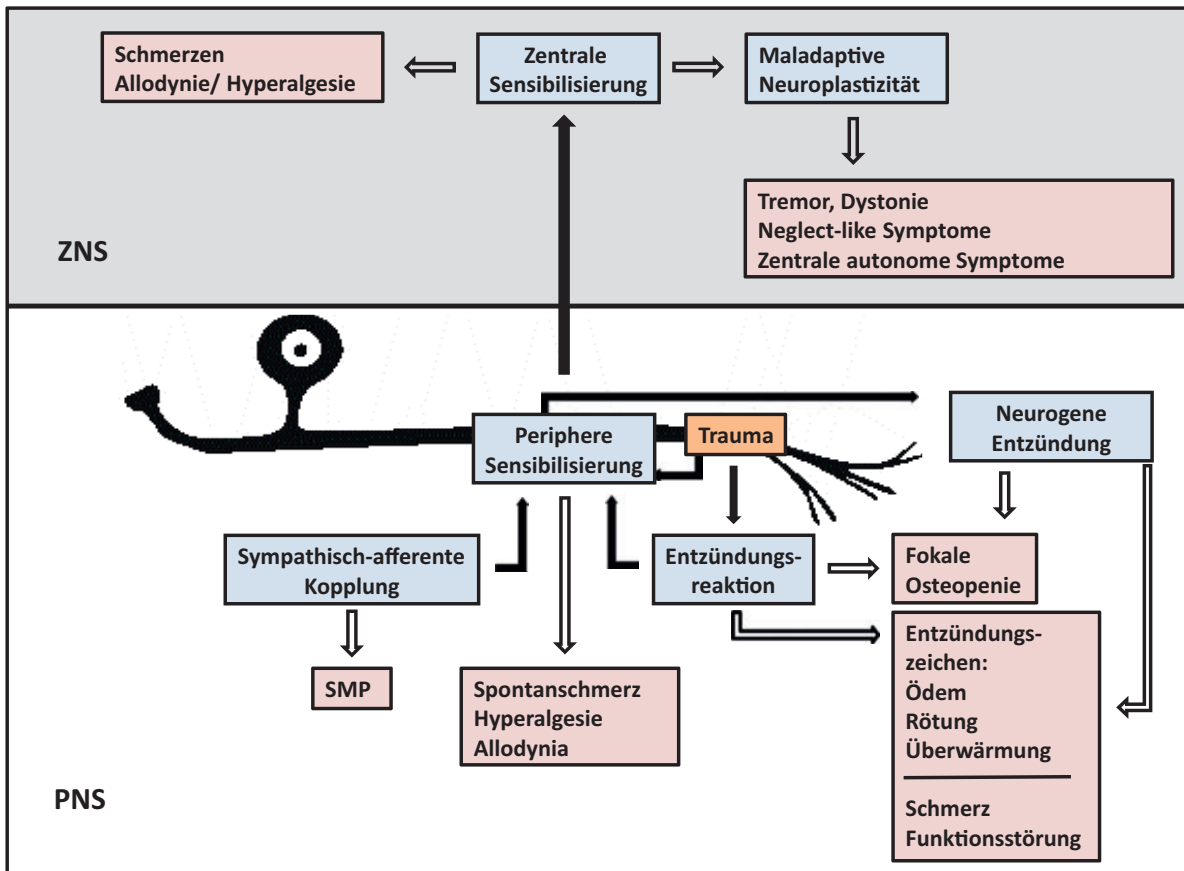 Schmerzen
Allodynie/ Hyperalgesie
Zentrale
Sensibilisierung
Maladaptive
Neuroplastizität
Tremor, Dystonie
Neglect-like Symptome
Zentrale autonome Symptome
ZNS
Periphere
Sensibilisierung
Trauma
Neurogene
Entzündung
Sympathisch-afferente
Kopplung
Entzündungs-
reaktion
Fokale
Osteopenie
SMP
Spontanschmerz
Hyperalgesie
Allodynia
Entzündungs-
zeichen:
Ödem
Rötung
Überwärmung
Schmerz
Funktionsstörung
PNS